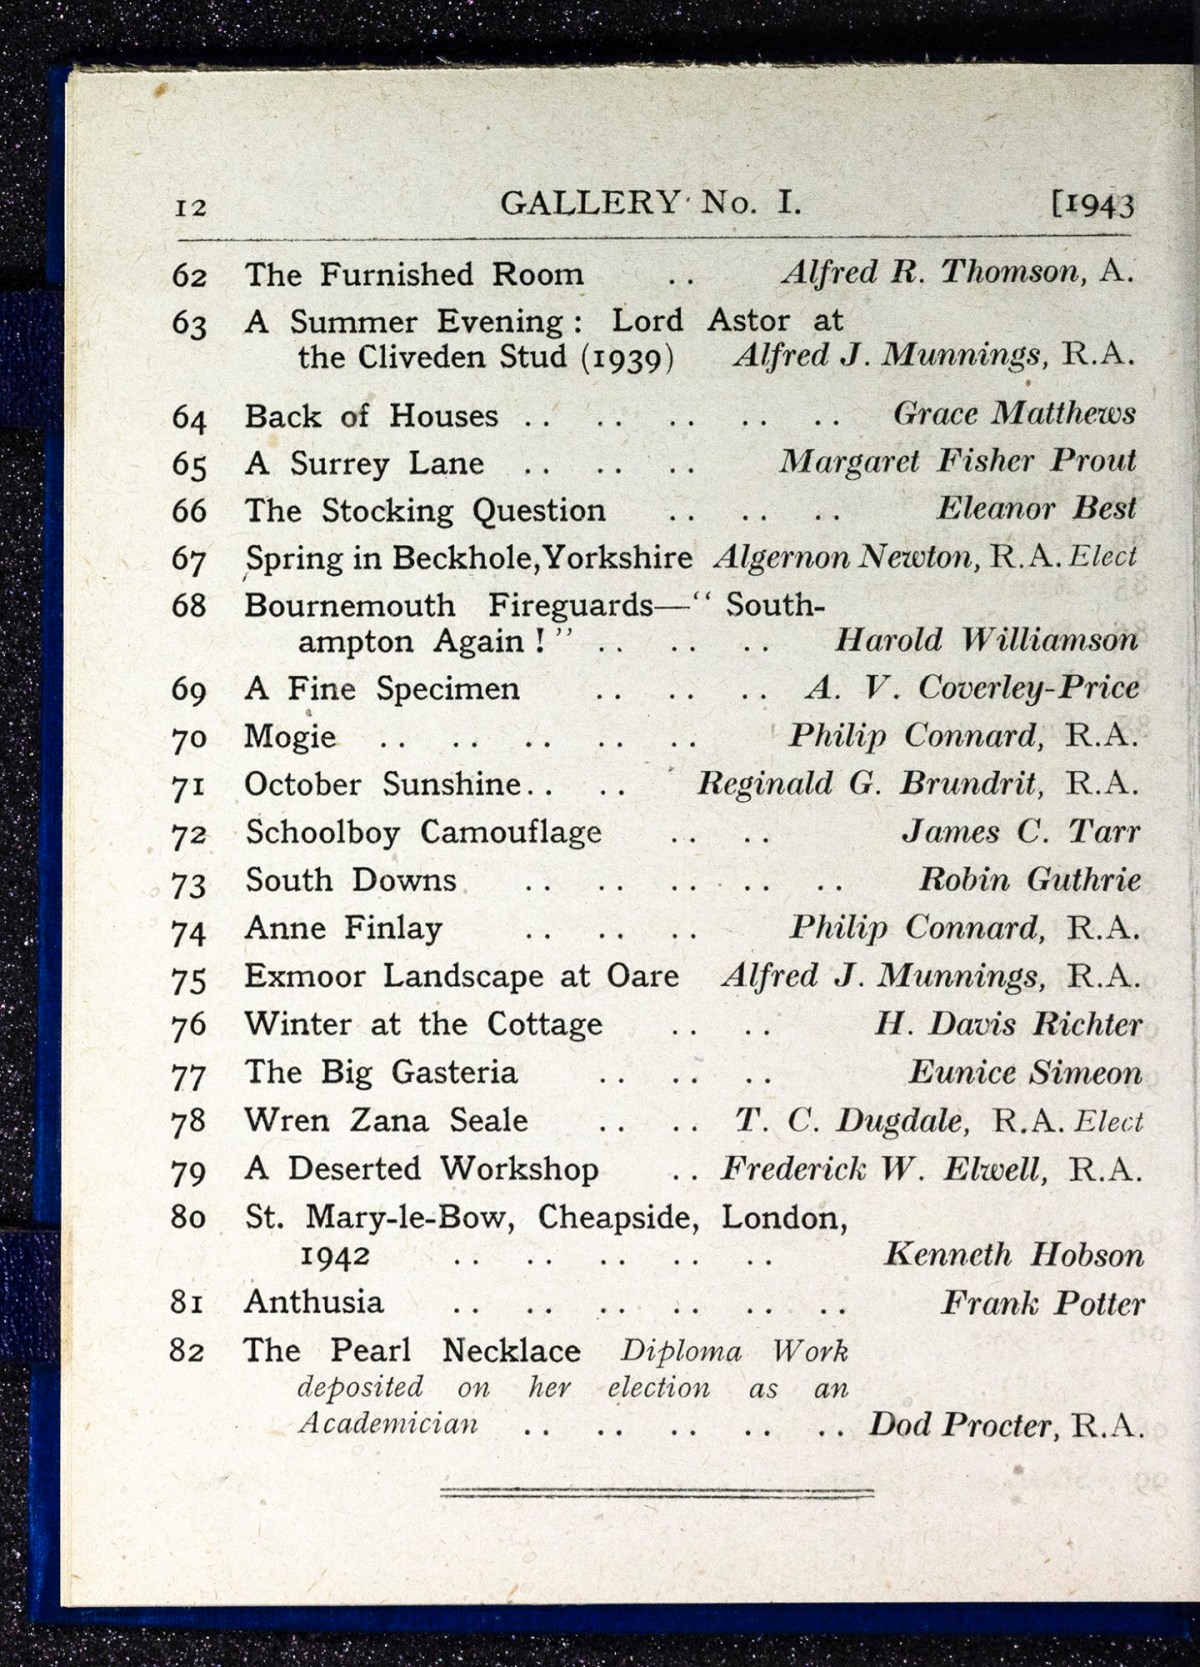 12 GALLERY No. I. [1943
62 The Furnished Room .. Alfred R. Thomson, A.
63 A Summer Evening: Lord Astor at
the Cliveden Stud (1939) Alfred J. Munnings, R.A.
64 Back of Houses .. .. .. .. .. Grace Matthews
65 A Surrey Lane .. .. .. Margaret Fisher Prout
66 The Stocking Question .. .. .. Eleanor Best
67 Spring in Beckhole, Yorkshire Algernon Newton, R.A. Elect
68 Bournemouth Fireguards—“South-
ampton Again!” .. .. .. Harold Williamson
69 A Fine Specimen .. .. .. A. V. Coverley-Price
70 Mogie .. .. .. .. .. Philip Connard, R.A.
71 October Sunshine.. .. Reginald G. Brundrit, R.A.
72 Schoolboy Camouflage .. .. James C. Tarr
73 South Downs .. .. .. .. .. Robin Guthrie
74 Anne Finlay .. .. .. Philip Connard, R.A.
75 Exmoor Landscape at Oare Alfred J. Munnings, R.A.
76 Winter at the Cottage .. .. H. Davis Richter
77 The Big Gasteria .. .. .. Eunice Simeon
78 Wren Zana Seale .. .. T. C. Dugdale, R.A. Elect
79 A Deserted Workshop .. Frederick W. Elwell, R.A.
80 St. Mary-le-Bow, Cheapside, London,
1942 .. .. .. .. .. Kenneth Hobson
81 Anthusia .. .. .. .. .. .. Frank Potter
82 The Pearl Necklace Diploma Work
deposited on her election as an
Academician .. .. .. .. .. Dod Procter, R.A.